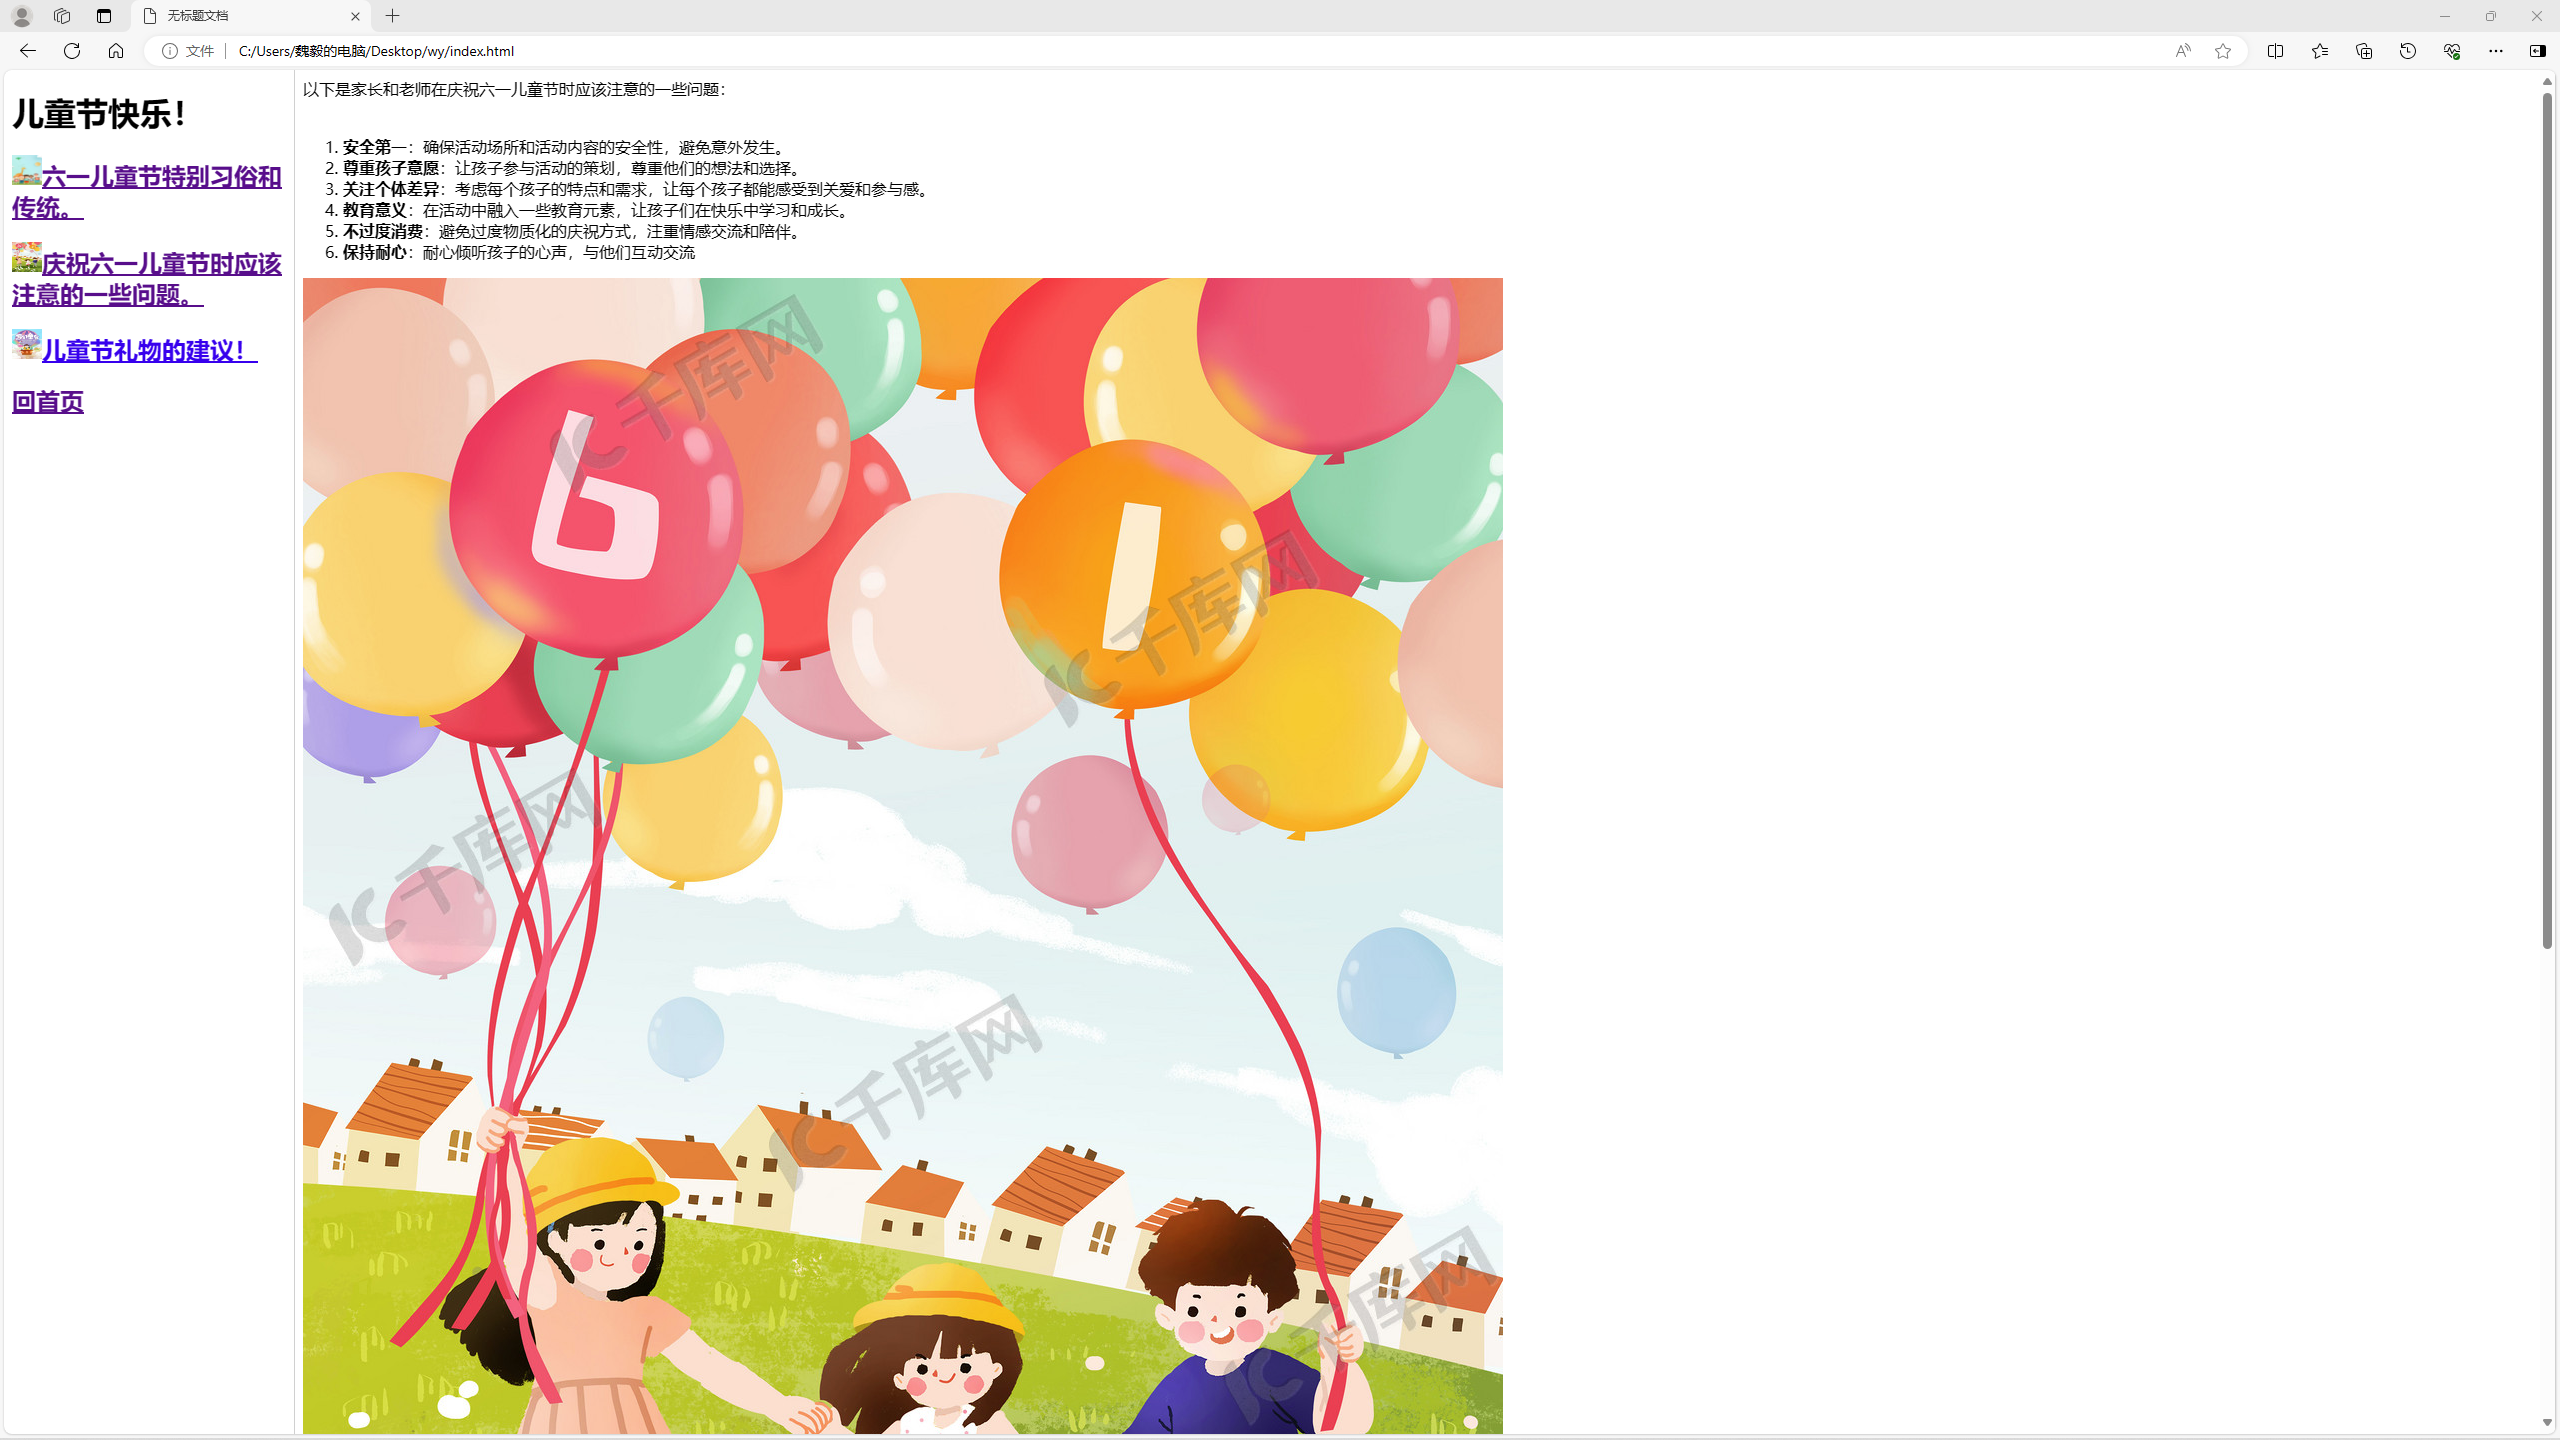 无标题文档
文件
C:/Users/魏毅的电脑/Desktop/wy/index.html
儿童节快乐！
六一儿童节特别习俗和
传统。
庆祝六一儿童节时应该
注意的一些问题。
儿童节礼物的建议！
回首页
以下是家长和老师在庆祝六一儿童节时应该注意的一些问题：
1. 安全第一：确保活动场所和活动内容的安全性，避免意外发生。
2. 尊重孩子意愿：让孩子参与活动的策划，尊重他们的想法和选择。
3. 关注个体差异：考虑每个孩子的特点和需求，让每个孩子都能感受到关爱和参与感。
4. 教育意义：在活动中融入一些教育元素，让孩子们在快乐中学习和成长。
5. 不过度消费：避免过度物质化的庆祝方式，注重情感交流和陪伴。
6. 保持耐心：耐心倾听孩子的心声，与他们互动交流
千库网
6
1
千库网
千库网
千库网
千库网